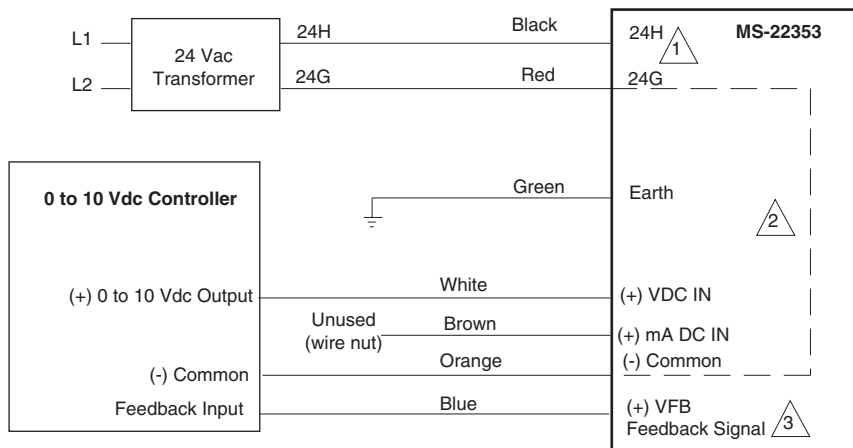 L1
24 Vac
Transformer
24H
Black
24H
1
MS-22353
L2
24G
Red
24G
0 to 10 Vdc Controller
Green
Earth
2
(+) 0 to 10 Vdc Output
White
(+) VDC IN
Unused
(wire nut)
Brown
(+) mA DC IN
(-) Common
Orange
(-) Common
Feedback Input
Blue
(+) VFB
Feedback Signal
3